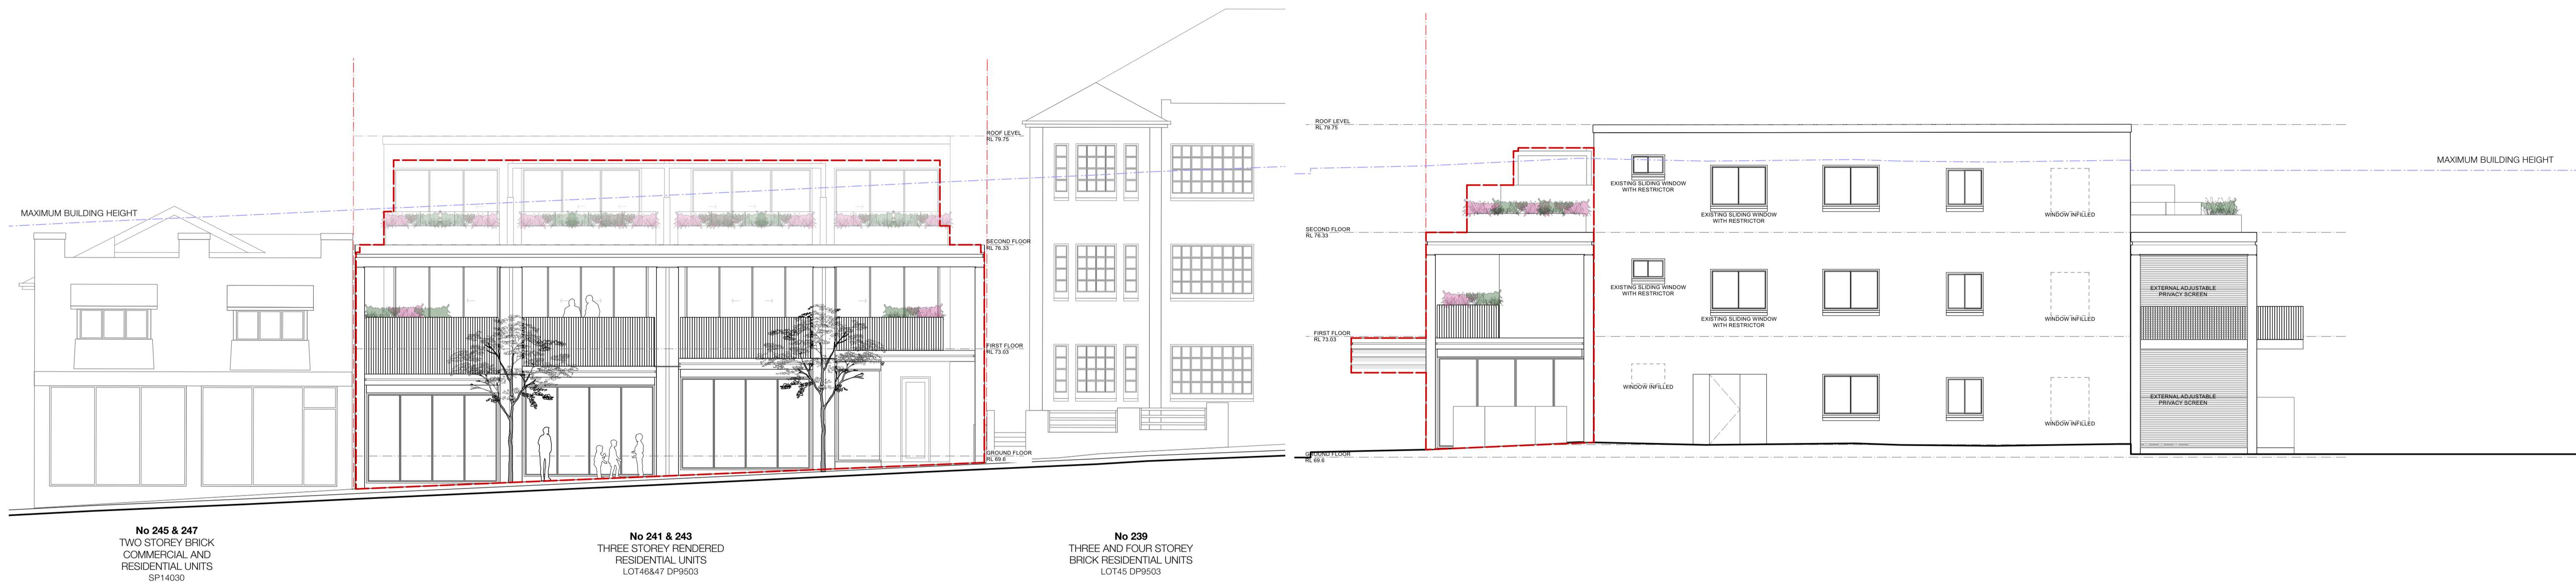 MAXIMUM BUILDING HEIGHT
ROOF LEVEL
RL 79.75
SECOND FLOOR
RL 76.33
FIRST FLOOR
RL 73.03
GROUND FLOOR
RL 69.6
No 245 & 247
TWO STOREY BRICK
COMMERCIAL AND
RESIDENTIAL UNITS
SP14030
No 241 & 243
THREE STOREY RENDERED
RESIDENTIAL UNITS
LOT46&47 DP9503
No 239
THREE AND FOUR STOREY
BRICK RESIDENTIAL UNITS
LOT45 DP9503
ROOF LEVEL
RL 79.75
SECOND FLOOR
RL 76.33
FIRST FLOOR
RL 73.03
GROUND FLOOR
RL 69.6
EXISTING SLIDING WINDOW
WITH RESTRICTOR
EXISTING SLIDING WINDOW
WITH RESTRICTOR
WINDOW INFILLED
EXISTING SLIDING WINDOW
WITH RESTRICTOR
EXISTING SLIDING WINDOW
WITH RESTRICTOR
WINDOW INFILLED
WINDOW INFILLED
WINDOW INFILLED
EXTERNAL ADJUSTABLE
PRIVACY SCREEN
EXTERNAL ADJUSTABLE
PRIVACY SCREEN
MAXIMUM BUILDING HEIGHT